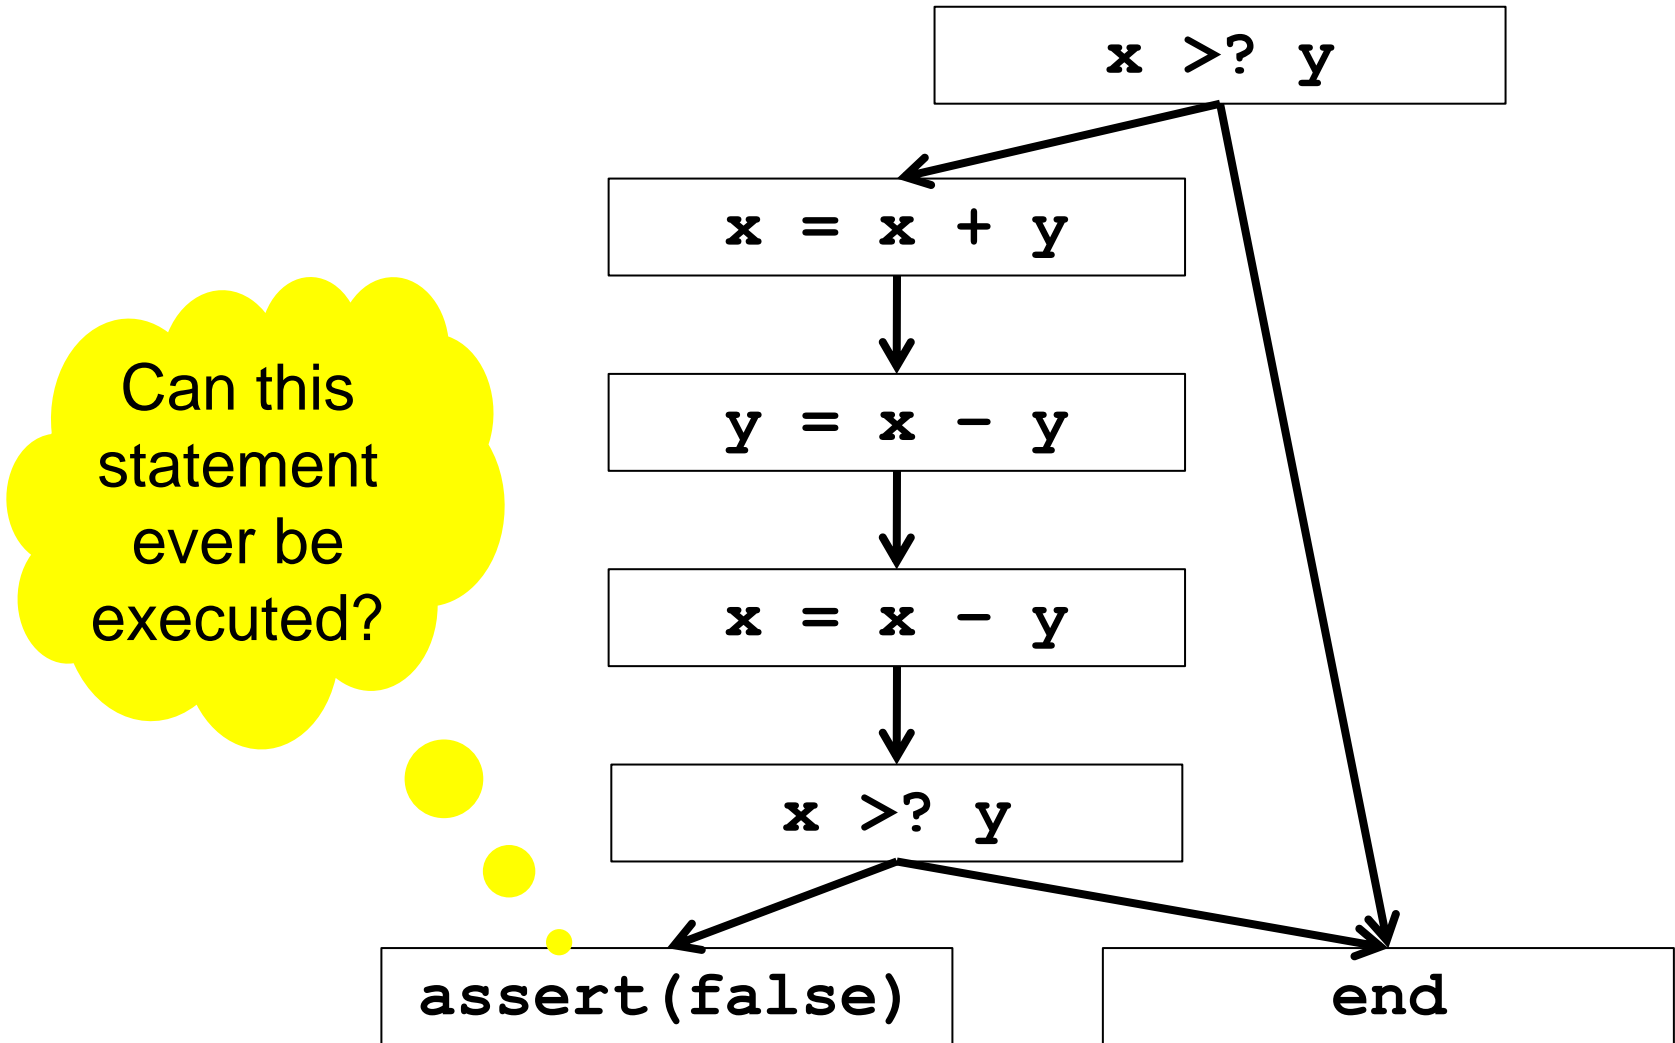 x >? y
x = x + y
Can this
statement
ever be
executed?
y = x - y
x = x - y
x >? y
assert(false)
end